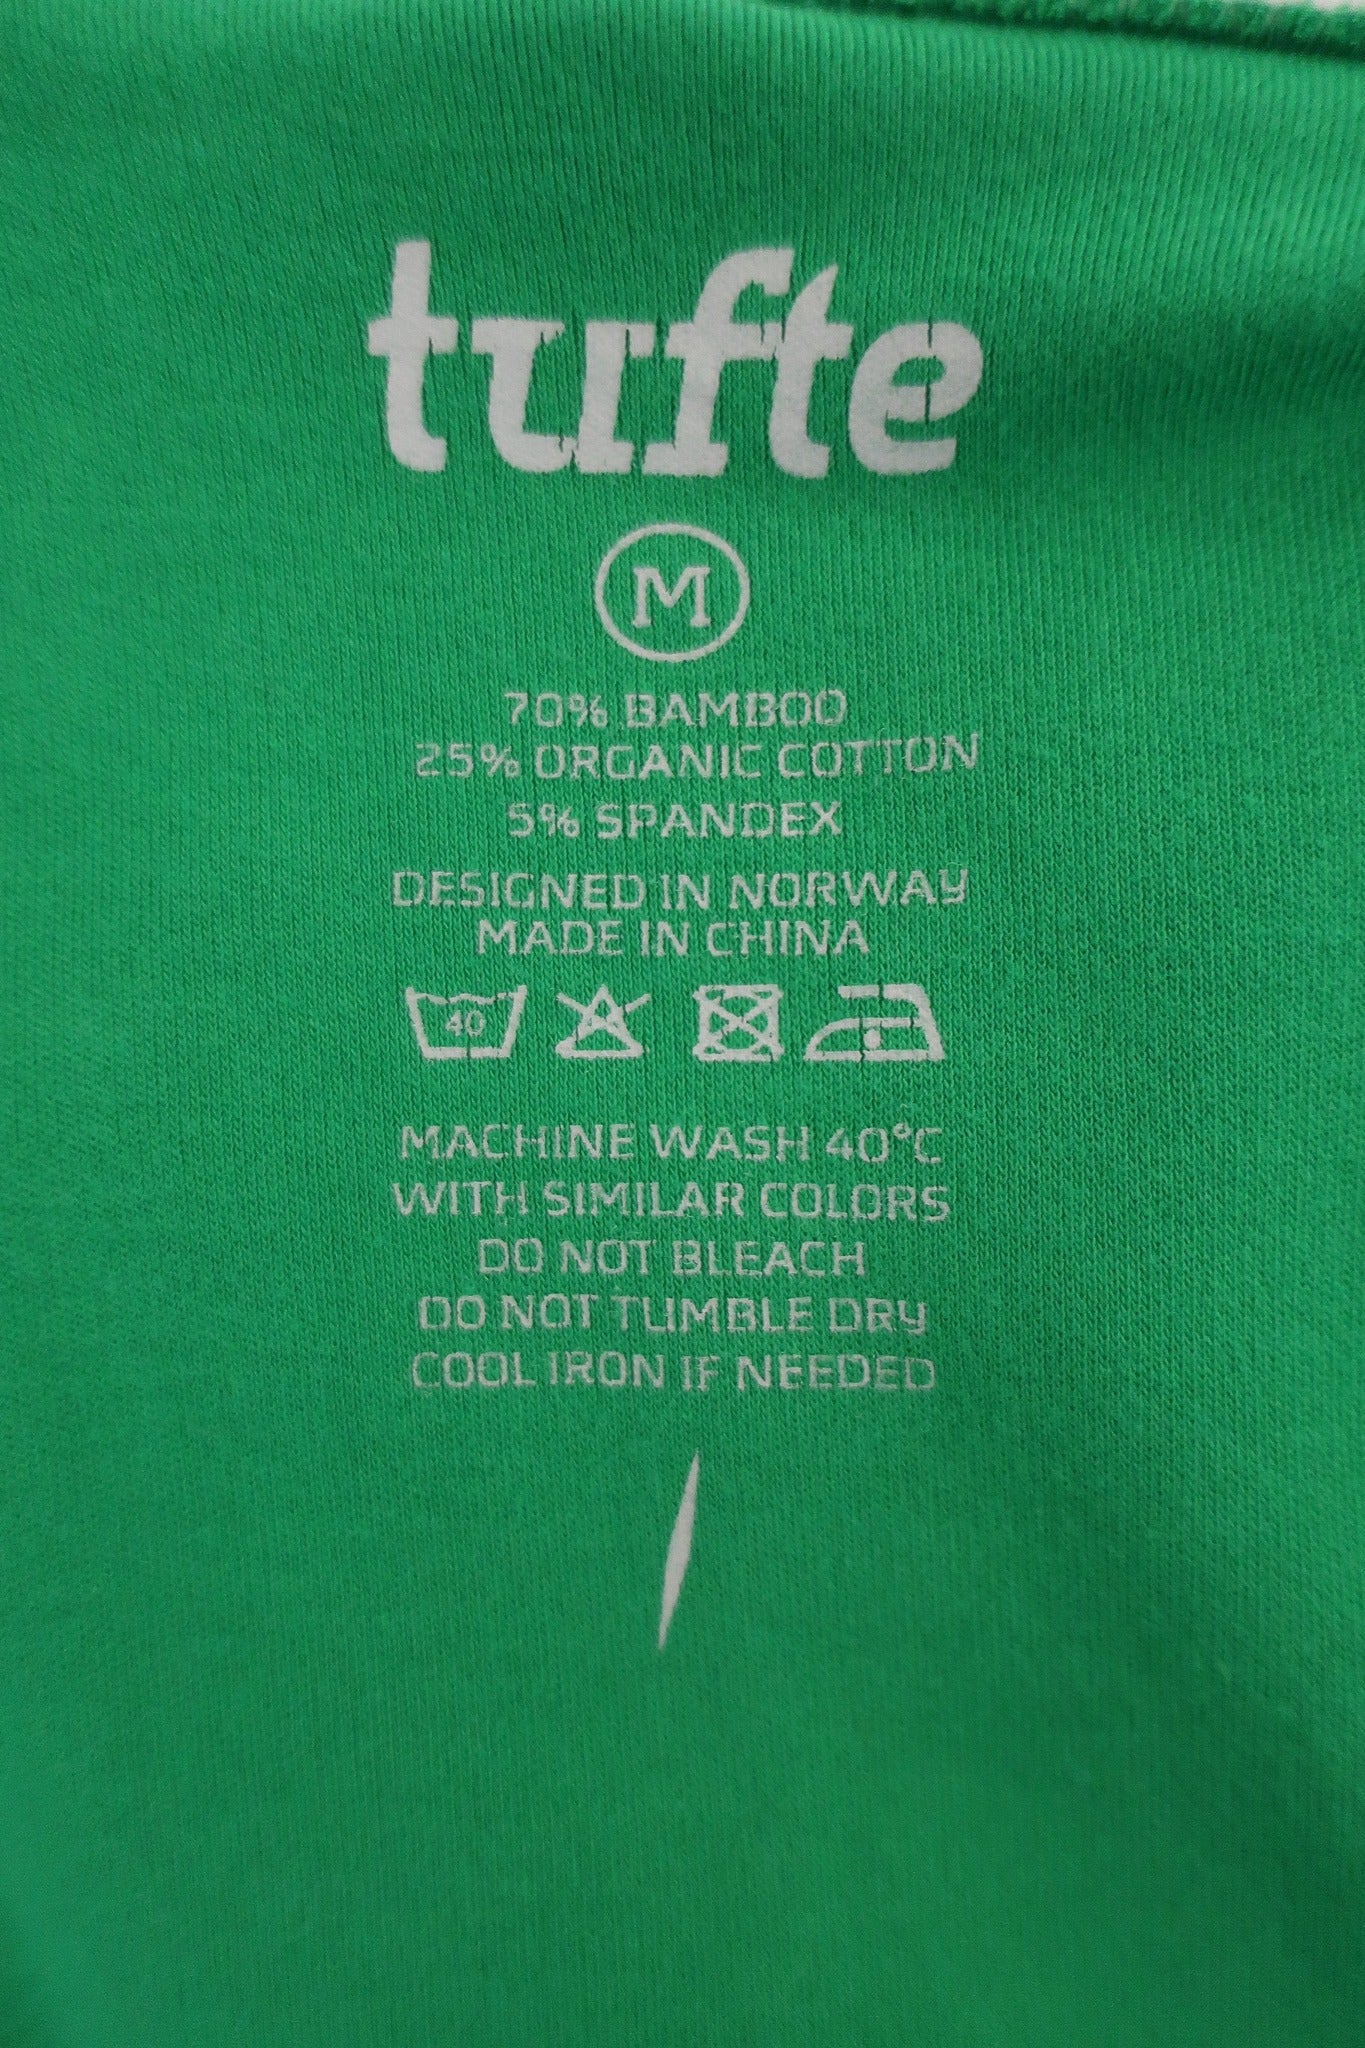 tufte
M
70% BAMBOO
25% ORGANIC COTTON
5% SPANDEX
DESIGNED IN NORWAY
MADE IN CHINA
40
MACHINE WASH 40°C
WITH SIMILAR COLORS
DO NOT BLEACH
DO NOT TUMBLE DRY
COOL IRON IF NEEDED